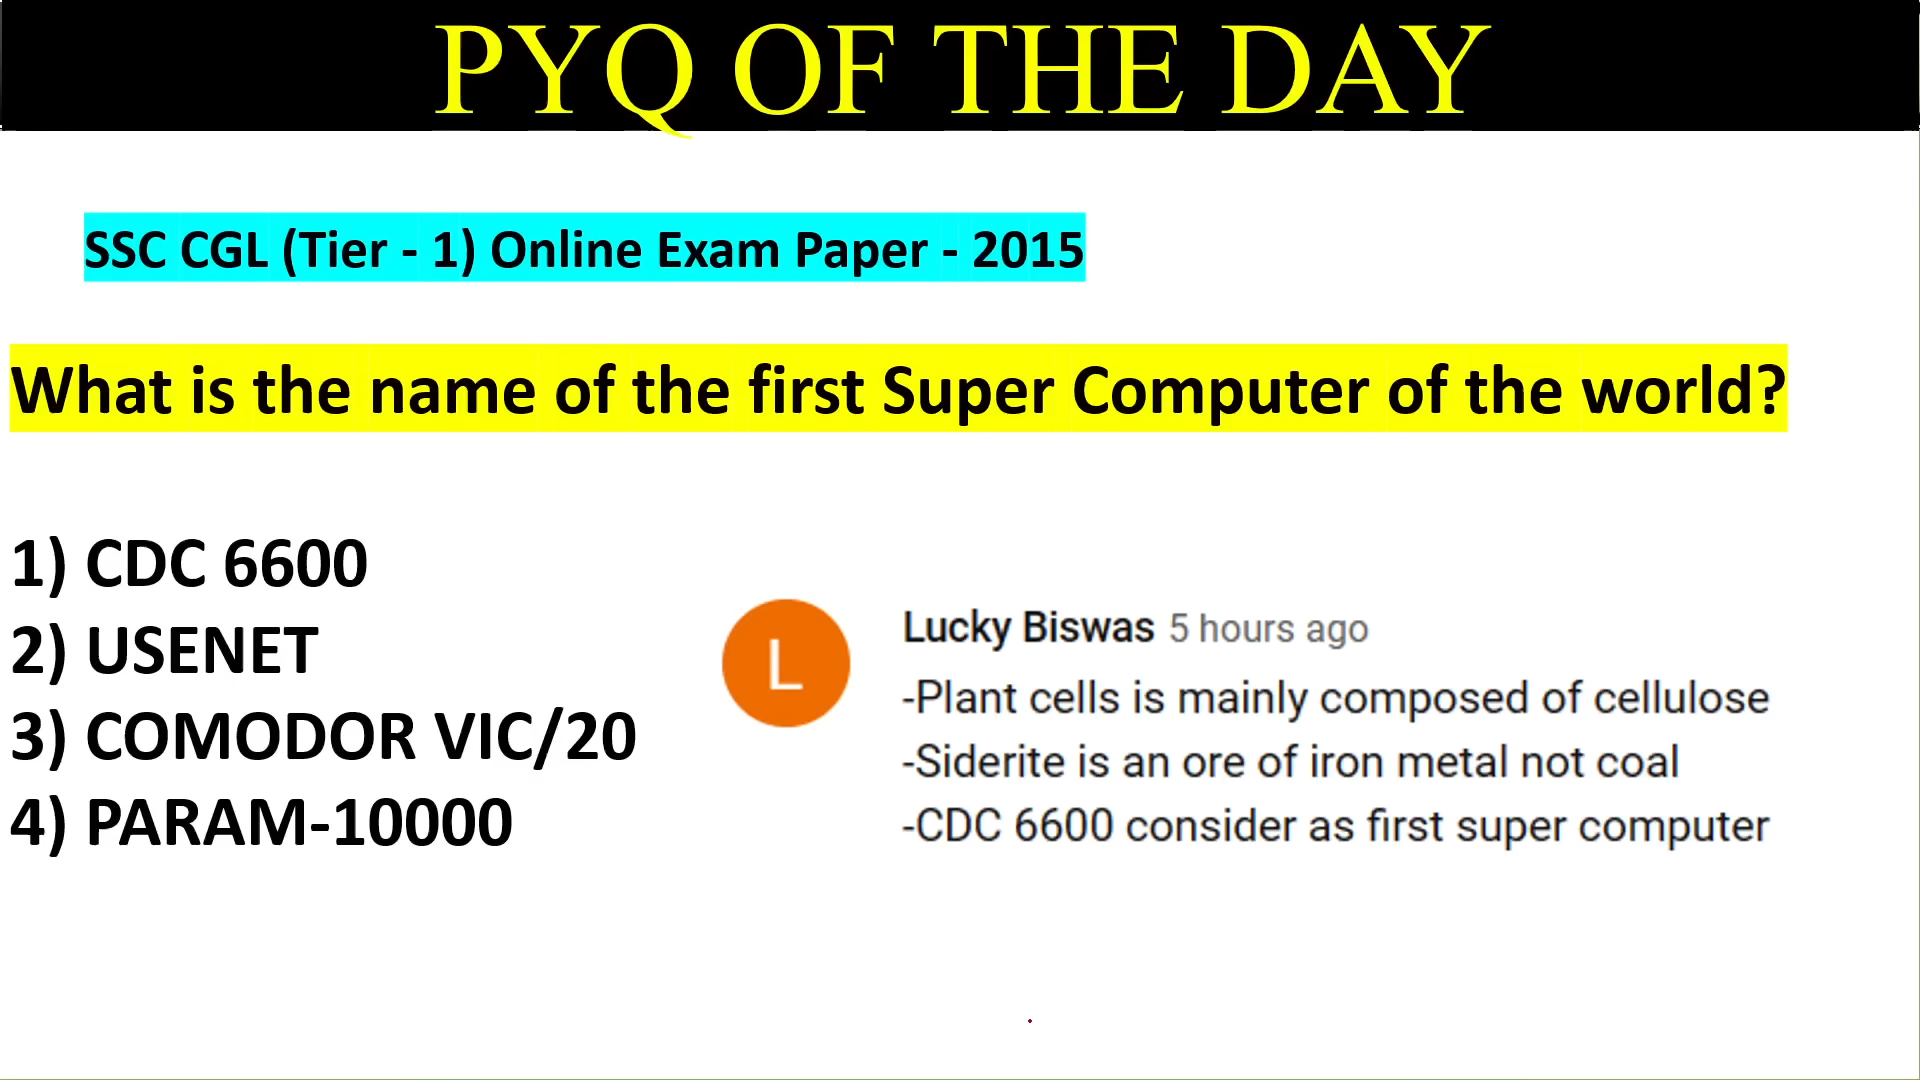 PYQ OF THE DAY
SSC CGL (Tier - 1) Online Exam Paper - 2015
What is the name of the first Super Computer of the world?
1) CDC 6600
2) USENET
3) COMODOR VIC/20
4) PARAM-10000
L
Lucky Biswas 5 hours ago
-Plant cells is mainly composed of cellulose
-Siderite is an ore of iron metal not coal
-CDC 6600 consider as first super computer